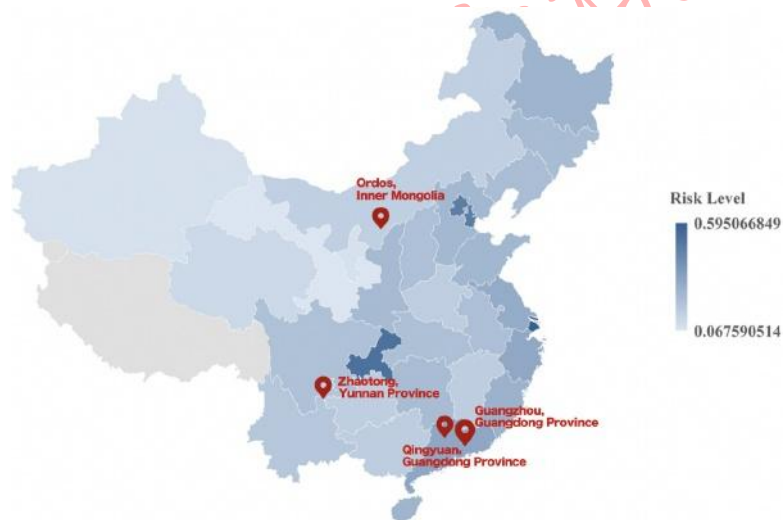 Ordos,
Inner Mongolia
Risk Level
0.595066849
0.067590514
Zhaotong,
Yunnan Province
Guangzhou,
Guangdong Province
Qingyuan,
Guangdong Province